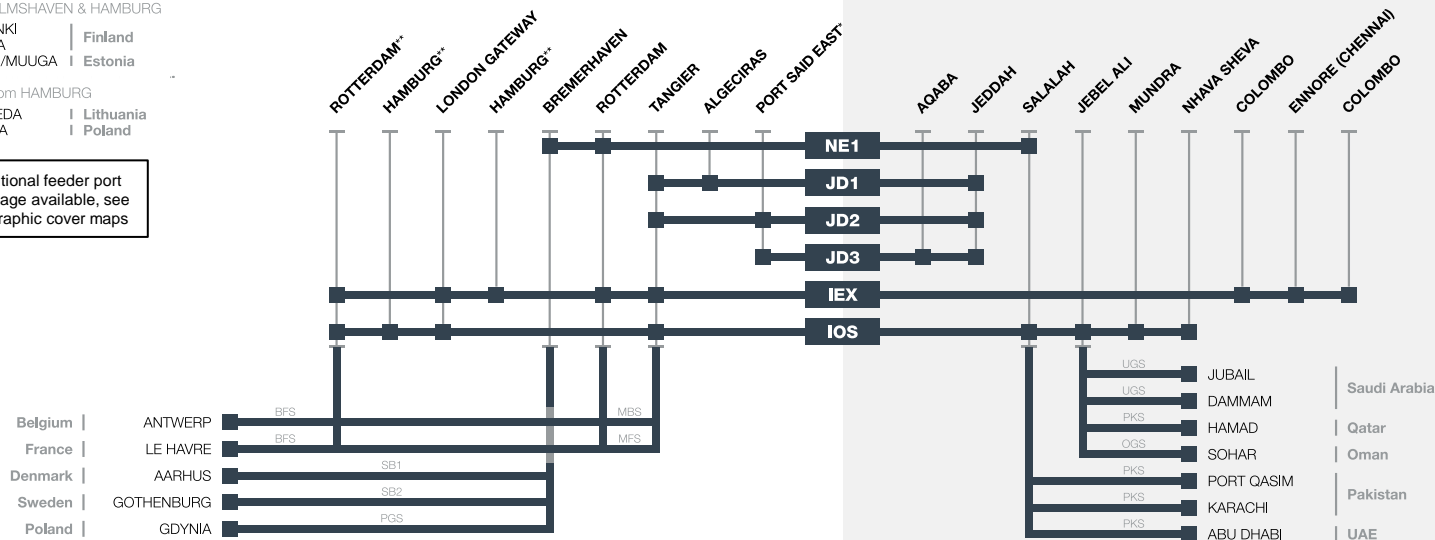 LMSHAVEN & HAMBURG
NKI
A
/MUUGA
Finland
Estonia
om HAMBURG
EDA
A
Lithuania
Poland
tional feeder port
age available, see
raphic cover maps
ROTTERDAM**
HAMBURG**
LONDON GATEWAY
HAMBURG**
BREMERHAVEN
ROTTERDAM
TANGIER
ALGECIRAS
PORT SAID EAST*
AQABA
JEDDAH
SALALAH
JEBEL ALI
MUNDRA
NHAVA SHEVA
COLOMBO
ENNORE (CHENNAI)
COLOMBO
NE1
JD1
JD2
JD3
IEX
IOS
Belgium ANTWERP BFS MBS
France LE HAVRE BFS MFS
Denmark AARHUS SB1
Sweden GOTHENBURG SB2
Poland GDYNIA PGS
UGS JUBAIL
UGS DAMMAM
Saudi Arabia
PKS HAMAD Qatar
OGS SOHAR Oman
PKS PORT QASIM
PKS KARACHI
Pakistan
PKS ABU DHABI UAE